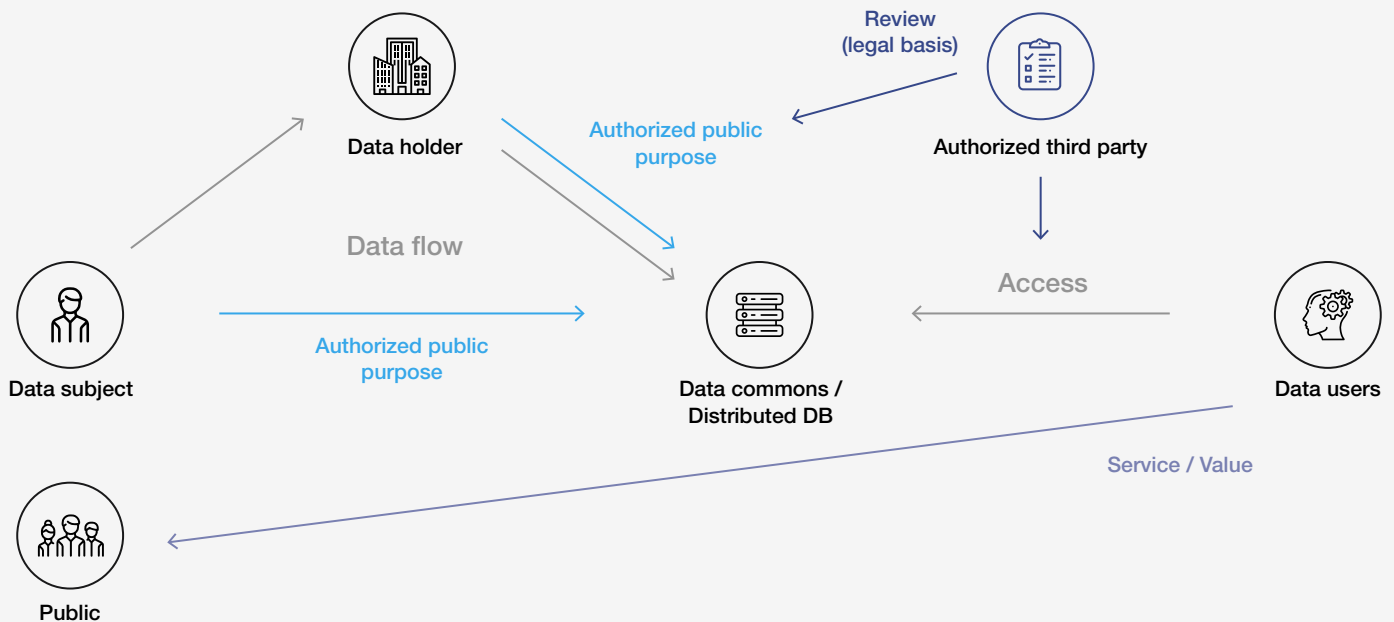 Review
(legal basis)
Data holder
Authorized public
purpose
Authorized third party
Data flow
Access
Authorized public
purpose
Data subject
Data commons /
Distributed DB
Data users
Service / Value
Public